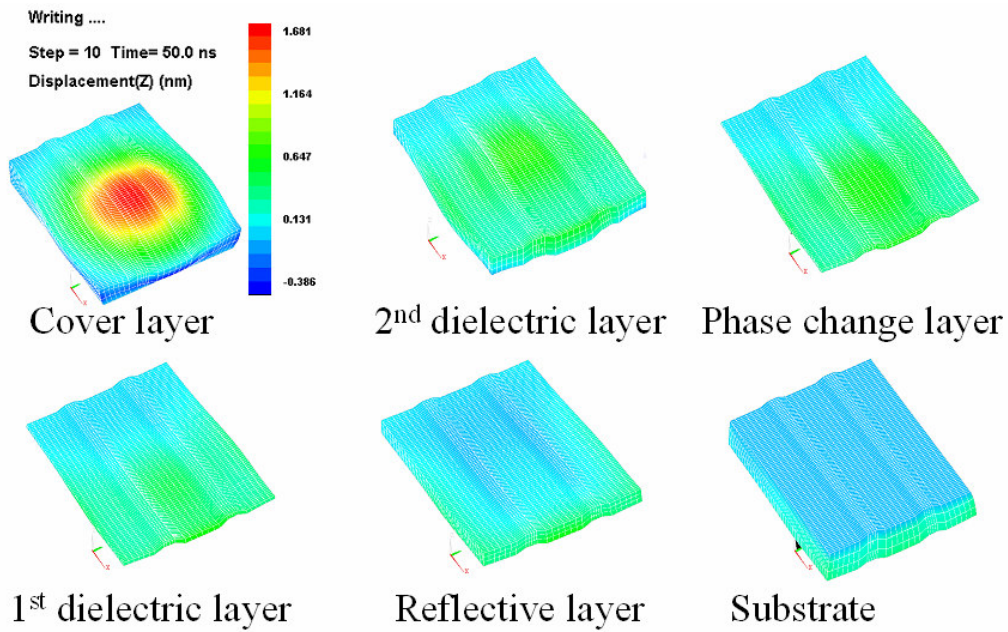 Writing ....
Step = 10 Time= 50.0 ns
Displacement(Z) (nm)
1.681
1.164
0.647
0.131
-0.386
Cover layer
2nd dielectric layer
Phase change layer
1st dielectric layer
Reflective layer
Substrate